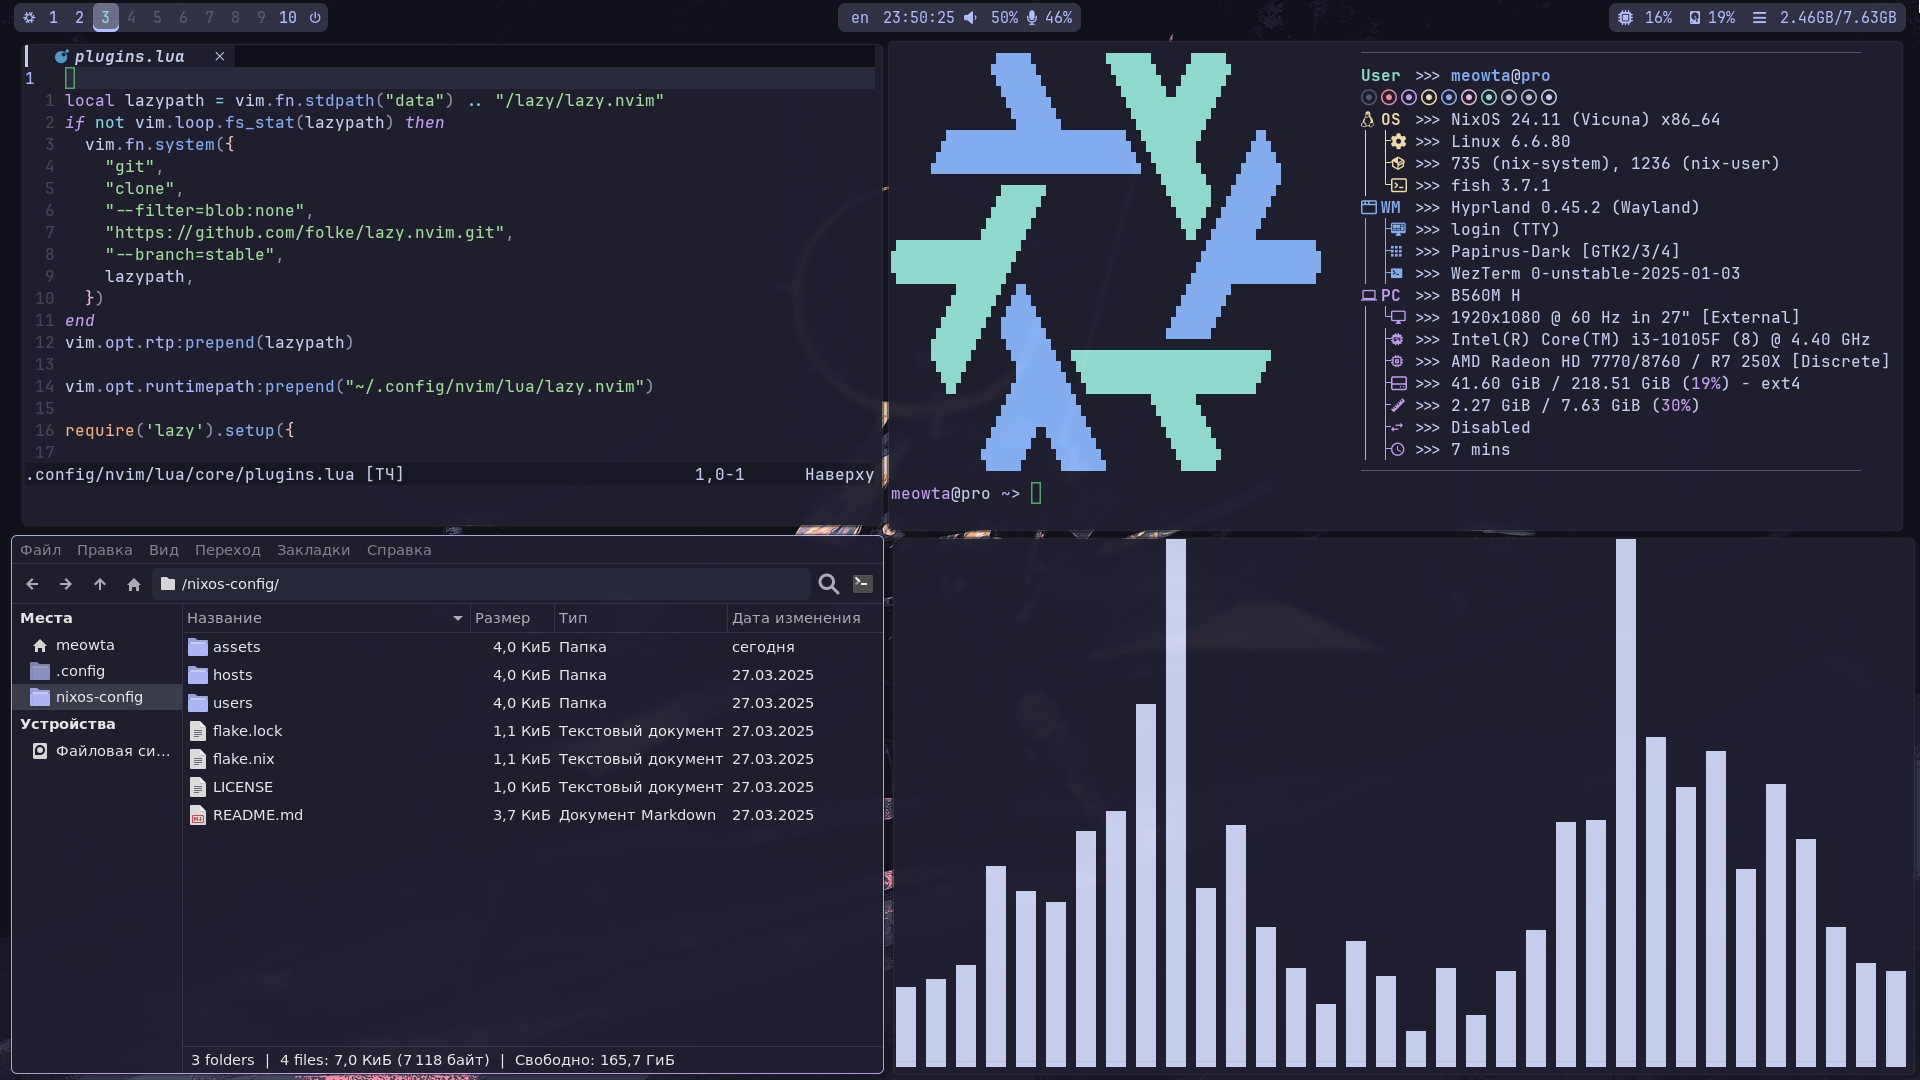 1 2 3 4 5 6 7 8 9 10
en 23:50:25 50% 46%
16% 19% 2.46GB/7.63GB
plugins.lua ×
1
1 local lazypath = vim.fn.stdpath("data") .. "/lazy/lazy.nvim"
2 if not vim.loop.fs_stat(lazypath) then
3 vim.fn.system({
4 "git",
5 "clone",
6 "--filter=blob:none",
7 "https://github.com/folke/lazy.nvim.git",
8 "--branch=stable",
9 lazypath,
10 })
11 end
12 vim.opt.rtp:prepend(lazypath)
13
14 vim.opt.runtimepath:prepend("~/.config/nvim/lua/lazy.nvim")
15
16 require('lazy').setup({
17
.config/nvim/lua/core/plugins.lua [ТЧ] 1,0-1 Наверху
User >>> meowta@pro
OS >>> NixOS 24.11 (Vicuna) x86_64
>>> Linux 6.6.80
>>> 735 (nix-system), 1236 (nix-user)
>>> fish 3.7.1
WM >>> Hyprland 0.45.2 (Wayland)
>>> login (TTY)
>>> Papirus-Dark [GTK2/3/4]
>>> WezTerm 0-unstable-2025-01-03
PC >>> B560M H
>>> 1920x1080 @ 60 Hz in 27" [External]
>>> Intel(R) Core(TM) i3-10105F (8) @ 4.40 GHz
>>> AMD Radeon HD 7770/8760 / R7 250X [Discrete]
>>> 41.60 GiB / 218.51 GiB (19%) - ext4
>>> 2.27 GiB / 7.63 GiB (30%)
>>> Disabled
>>> 7 mins
meowta@pro ~>
Файл Правка Вид Переход Закладки Справка
/nixos-config/
Места
meowta
.config
nixos-config
Устройства
Файловая си...
Название Размер Тип Дата изменения
assets 4,0 КиБ Папка сегодня
hosts 4,0 КиБ Папка 27.03.2025
users 4,0 КиБ Папка 27.03.2025
flake.lock 1,1 КиБ Текстовый документ 27.03.2025
flake.nix 1,1 КиБ Текстовый документ 27.03.2025
LICENSE 1,0 КиБ Текстовый документ 27.03.2025
README.md 3,7 КиБ Документ Markdown 27.03.2025
3 folders | 4 files: 7,0 КиБ (7 118 байт) | Свободно: 165,7 ГиБ